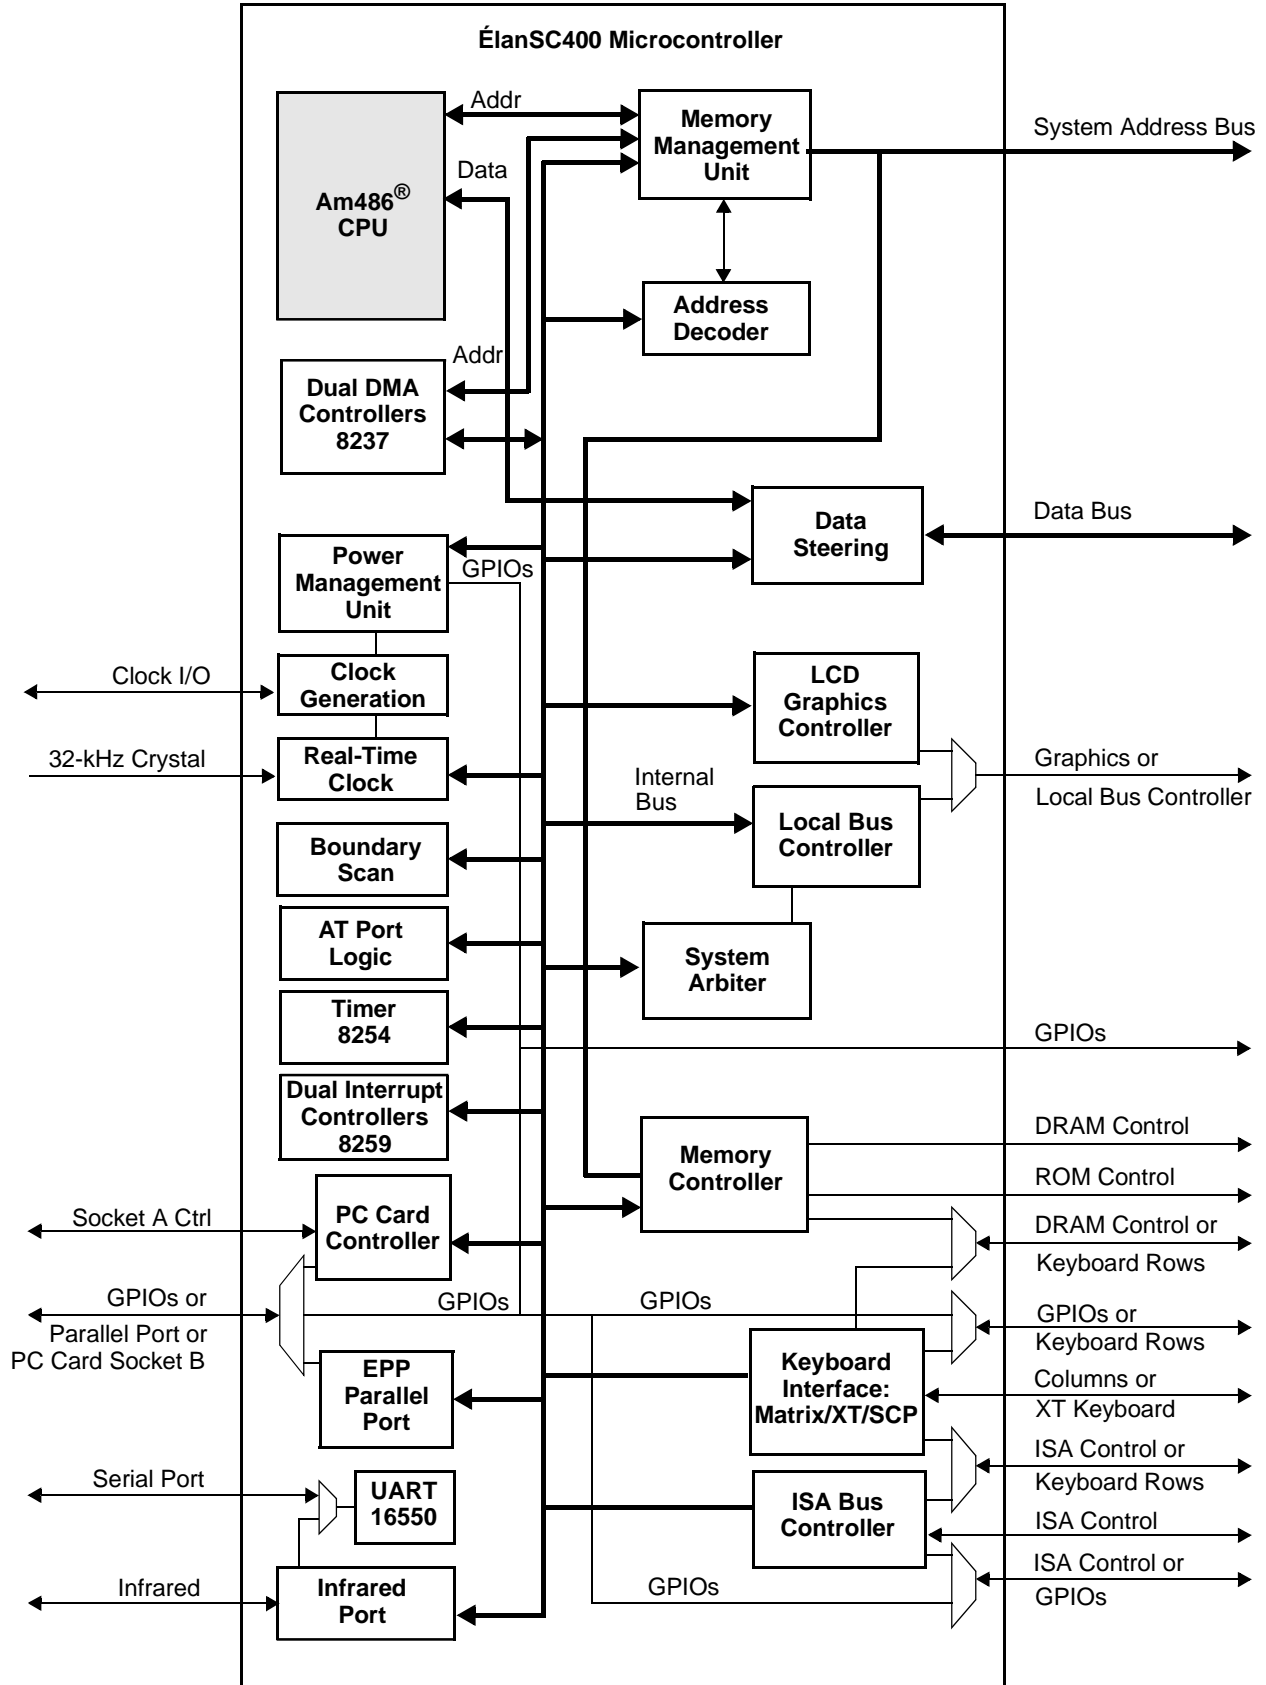 ÉlanSC400 Microcontroller
Am486®
CPU
Addr
Data
Memory
Management
Unit
System Address Bus
Address
Decoder
Addr
Dual DMA
Controllers
8237
Data
Steering
Data Bus
Power
Management
Unit
GPIOs
Clock I/O
Clock
Generation
LCD
Graphics
Controller
32-kHz Crystal
Real-Time
Clock
Internal
Bus
Graphics or
Local Bus Controller
Local Bus
Controller
Boundary
Scan
AT Port
Logic
System
Arbiter
Timer
8254
GPIOs
Dual Interrupt
Controllers
8259
Memory
Controller
DRAM Control
ROM Control
Socket A Ctrl
PC Card
Controller
DRAM Control or
Keyboard Rows
GPIOs or
Parallel Port or
PC Card Socket B
GPIOs
GPIOs
GPIOs or
Keyboard Rows
EPP
Parallel
Port
Keyboard
Interface:
Matrix/XT/SCP
Columns or
XT Keyboard
ISA Control or
Keyboard Rows
Serial Port
UART
16550
ISA Bus
Controller
ISA Control
Infrared
Infrared
Port
GPIOs
ISA Control or
GPIOs